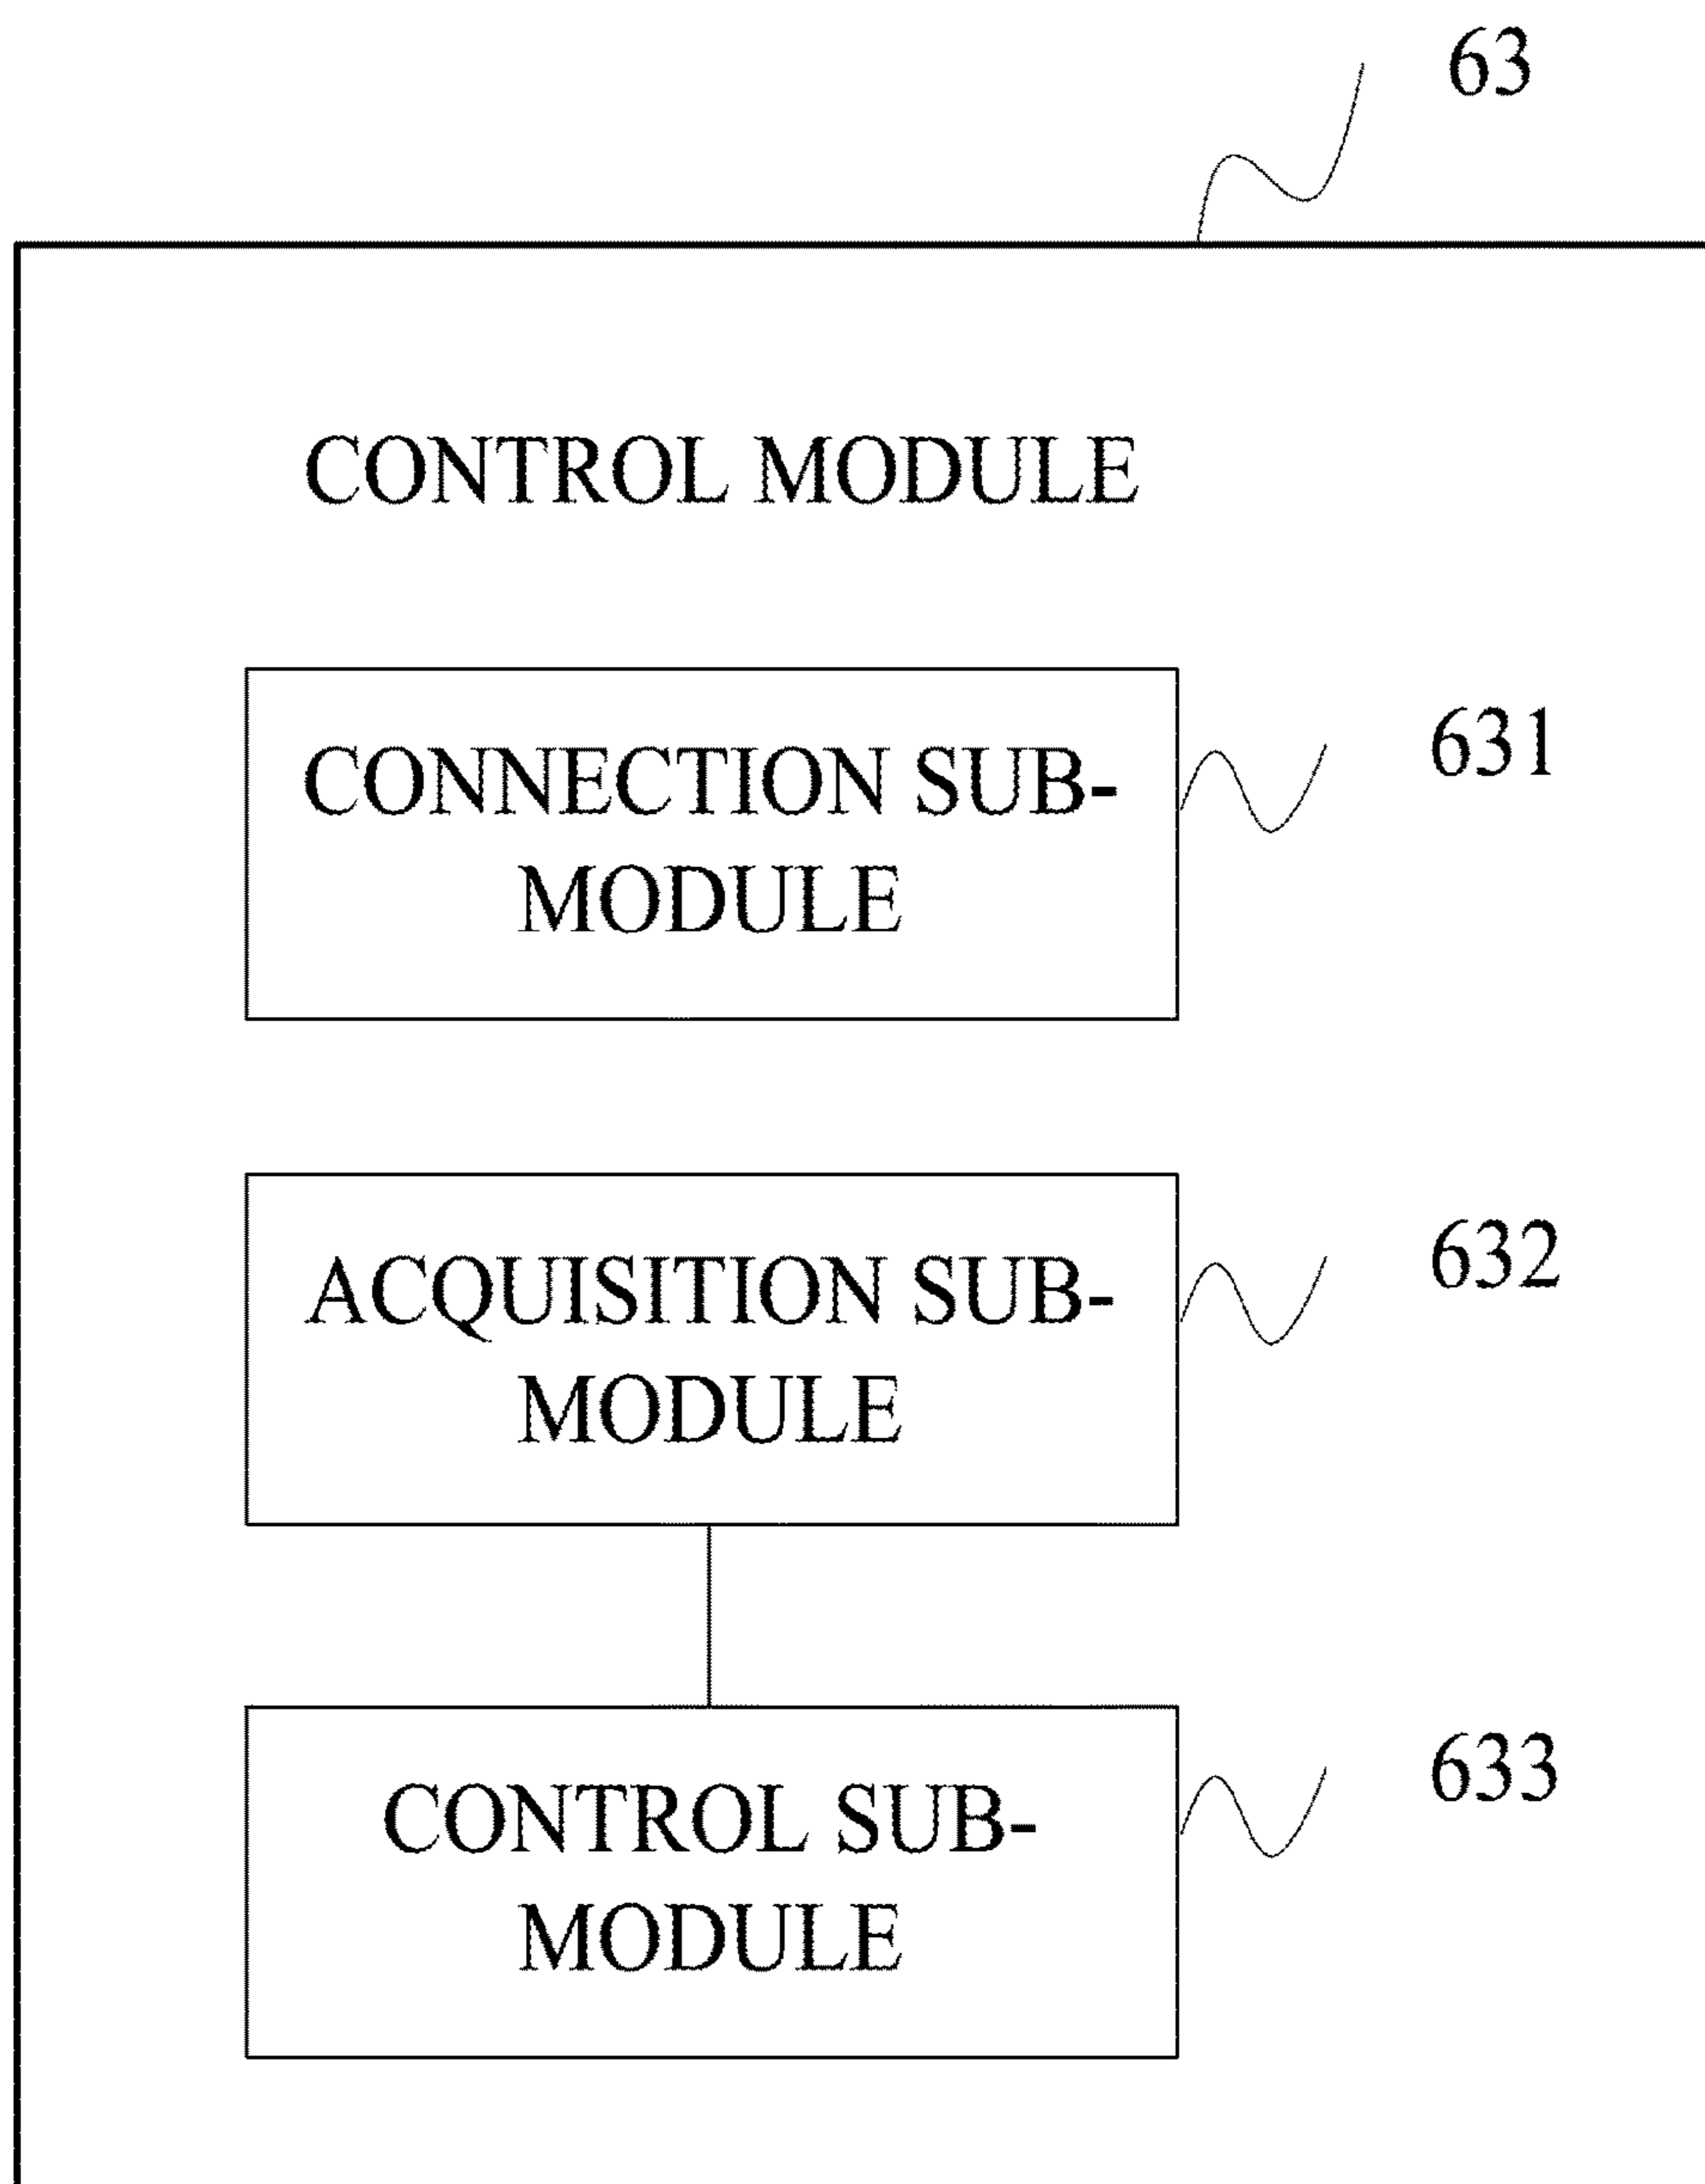 63
CONTROL MODULE
CONNECTION SUB-
MODULE
631
ACQUISITION SUB-
MODULE
632
CONTROL SUB-
MODULE
633